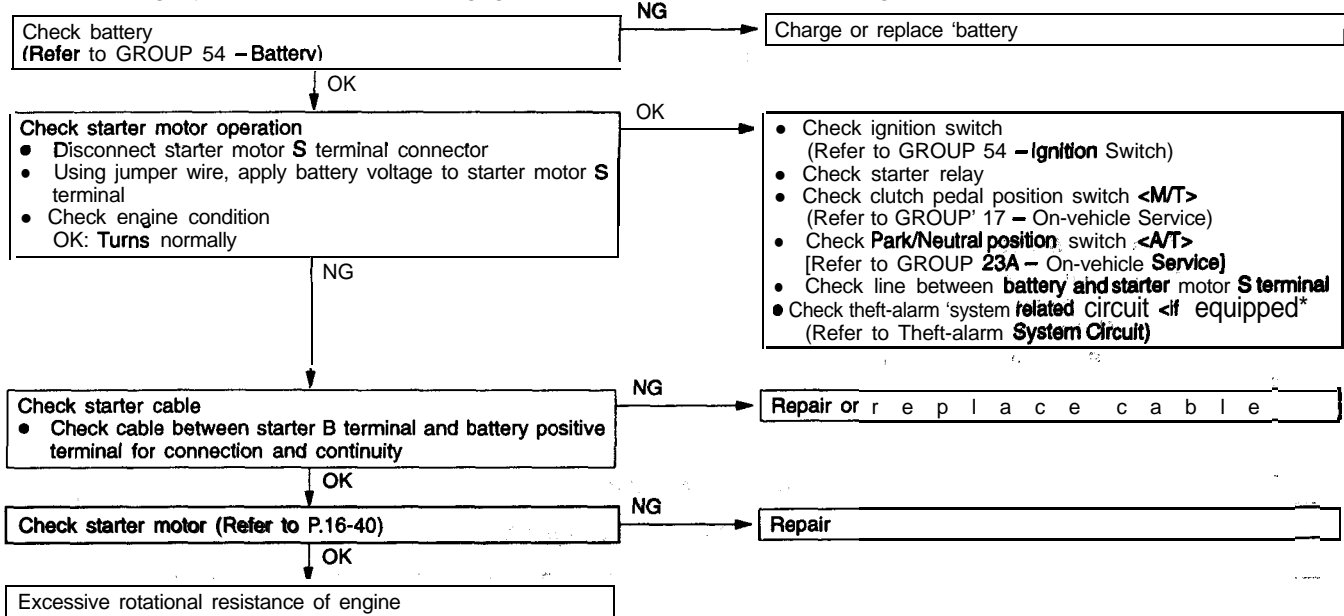 NG
Check battery
(Refer to GROUP 54 – Battery)
Charge or replace 'battery
OK
OK
Check starter motor operation
● Disconnect starter motor S terminal connector
● Using jumper wire, apply battery voltage to starter motor S
terminal
● Check engine condition
OK: Turns normally
● Check ignition switch
(Refer to GROUP 54 – Ignition Switch)
● Check starter relay
● Check clutch pedal position switch <M/T>
(Refer to GROUP' 17 – On-vehicle Service)
● Check Park/Neutral position switch <A/T>
[Refer to GROUP 23A – On-vehicle Service]
● Check line between battery and starter motor S terminal
● Check theft-alarm 'system related circuit <if equipped*
(Refer to Theft-alarm System Circuit)
NG
NG
Check starter cable
● Check cable between starter B terminal and battery positive
terminal for connection and continuity
Repair or r e p l a c e c a b l e
OK
NG
Check starter motor (Refer to P.16-40)
Repair
OK
Excessive rotational resistance of engine